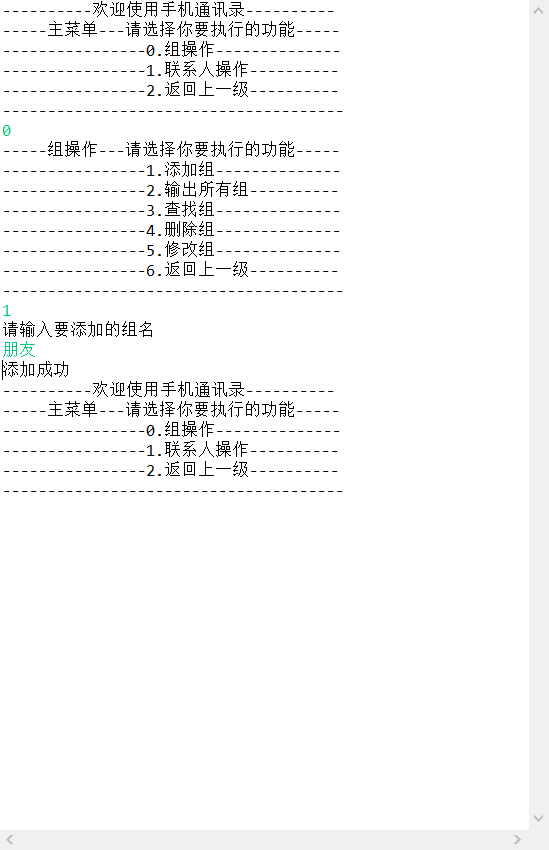 ----------欢迎使用手机通讯录----------
-----主菜单---请选择你要执行的功能-----
----------------0.组操作--------------
----------------1.联系人操作----------
----------------2.返回上一级----------
--------------------------------------
0
-----组操作---请选择你要执行的功能-----
----------------1.添加组--------------
----------------2.输出所有组----------
----------------3.查找组--------------
----------------4.删除组--------------
----------------5.修改组--------------
----------------6.返回上一级----------
--------------------------------------
1
请输入要添加的组名
朋友
添加成功
----------欢迎使用手机通讯录----------
-----主菜单---请选择你要执行的功能-----
----------------0.组操作--------------
----------------1.联系人操作----------
----------------2.返回上一级----------
--------------------------------------